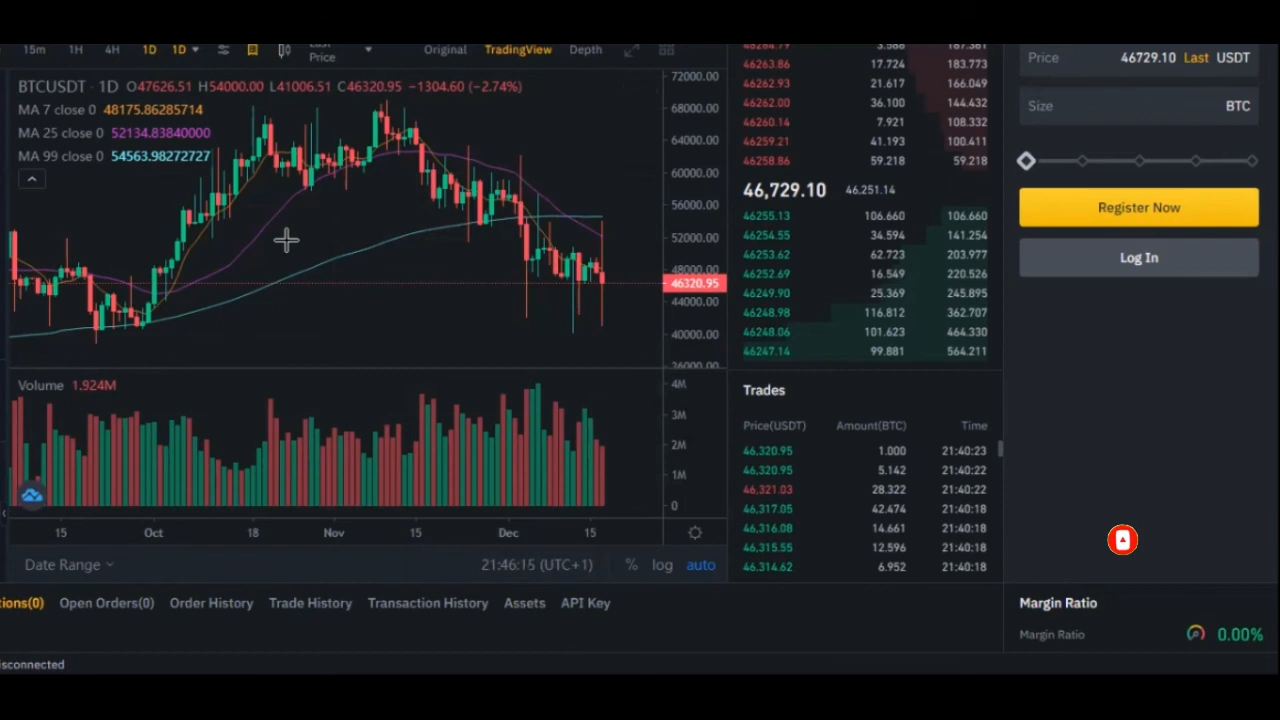 15m 1H 4H 1D 1D Last Price Original TradingView Depth
BTCUSDT · 1D O47626.51 H54000.00 L41006.51 C46320.95 −1304.60 (−2.74%)
MA 7 close 0 48175.86285714
MA 25 close 0 52134.83840000
MA 99 close 0 54563.98272727
72000.00
68000.00
64000.00
60000.00
56000.00
52000.00
48000.00
46320.95
44000.00
40000.00
36000.00
Volume 1.924M
4M
3M
2M
1M
0
15 Oct 18 Nov 15 Dec 15
Date Range 21:46:15 (UTC+1) % log auto
46264.79 3.588 187.361
46263.86 17.724 183.773
46262.93 21.617 166.049
46262.00 36.100 144.432
46260.14 7.921 108.332
46259.21 41.193 100.411
46258.86 59.218 59.218
46,729.10 46,251.14
46255.13 106.660 106.660
46254.55 34.594 141.254
46253.62 62.723 203.977
46252.69 16.549 220.526
46249.90 25.369 245.895
46248.98 116.812 362.707
46248.06 101.623 464.330
46247.14 99.881 564.211
Trades
Price(USDT) Amount(BTC) Time
46,320.95 1.000 21:40:23
46,320.95 5.142 21:40:22
46,321.03 28.322 21:40:22
46,317.05 42.474 21:40:18
46,316.08 14.661 21:40:18
46,315.55 12.596 21:40:18
46,314.62 6.952 21:40:18
Price 46729.10 Last USDT
Size BTC
Register Now
Log In
tions(0) Open Orders(0) Order History Trade History Transaction History Assets API Key
Margin Ratio
Margin Ratio 0.00%
isconnected